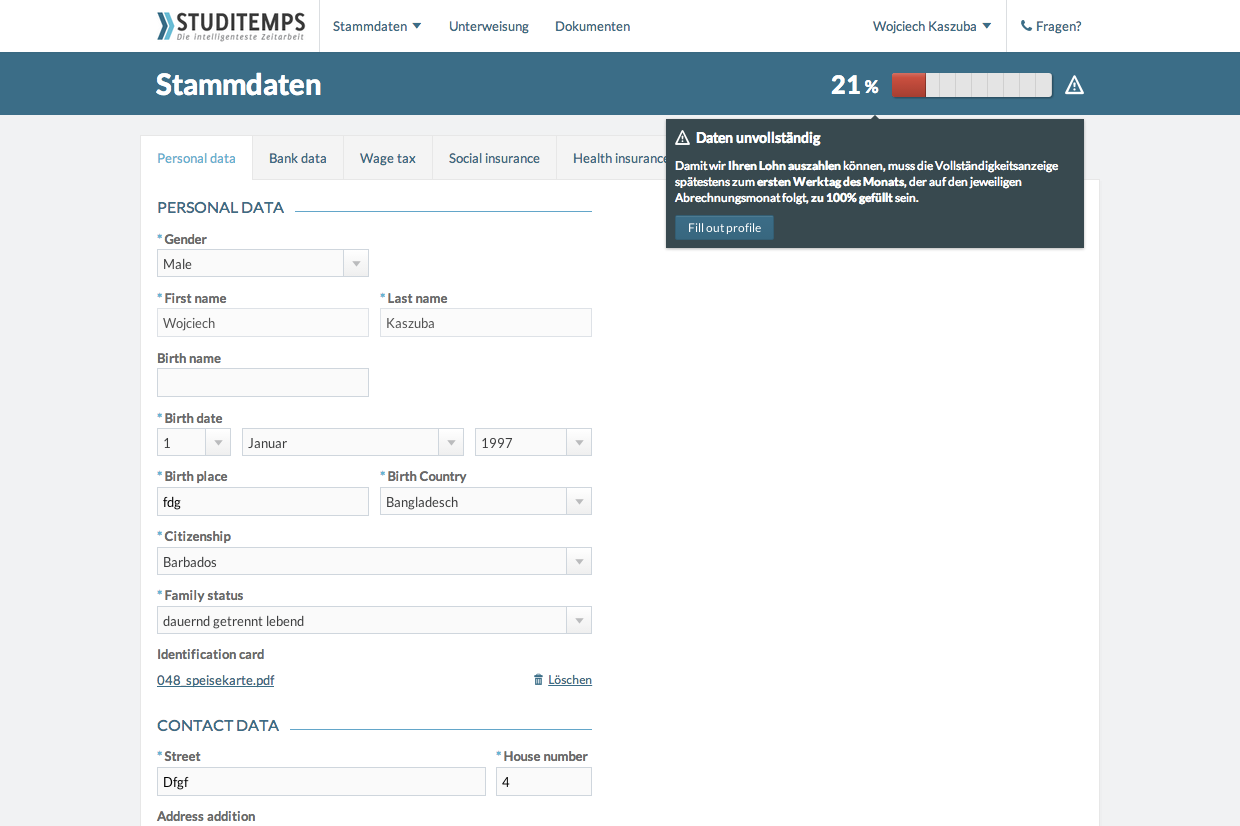 STUDITEMPS
Die intelligenteste Zeitarbeit
Stammdaten
Unterweisung
Dokumenten
Wojciech Kaszuba
Fragen?
Stammdaten
21 %
Daten unvollständig
Damit wir Ihren Lohn auszahlen können, muss die Vollständigkeitsanzeige
spätestens zum ersten Werktag des Monats, der auf den jeweiligen
Abrechnungsmonat folgt, zu 100% gefüllt sein.
Fill out profile
Personal data
Bank data
Wage tax
Social insurance
Health insurance
PERSONAL DATA
* Gender
Male
* First name
* Last name
Wojciech
Kaszuba
Birth name
* Birth date
1
Januar
1997
* Birth place
* Birth Country
fdg
Bangladesch
* Citizenship
Barbados
* Family status
dauernd getrennt lebend
Identification card
048_speisekarte.pdf
Löschen
CONTACT DATA
* Street
* House number
Dfgf
4
Address addition